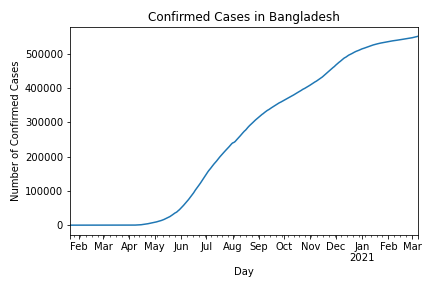 Confirmed Cases in Bangladesh
Number of Confirmed Cases
500000
400000
300000
200000
100000
0
Feb Mar Apr May Jun Jul Aug Sep Oct Nov Dec Jan Feb Mar
2021
Day